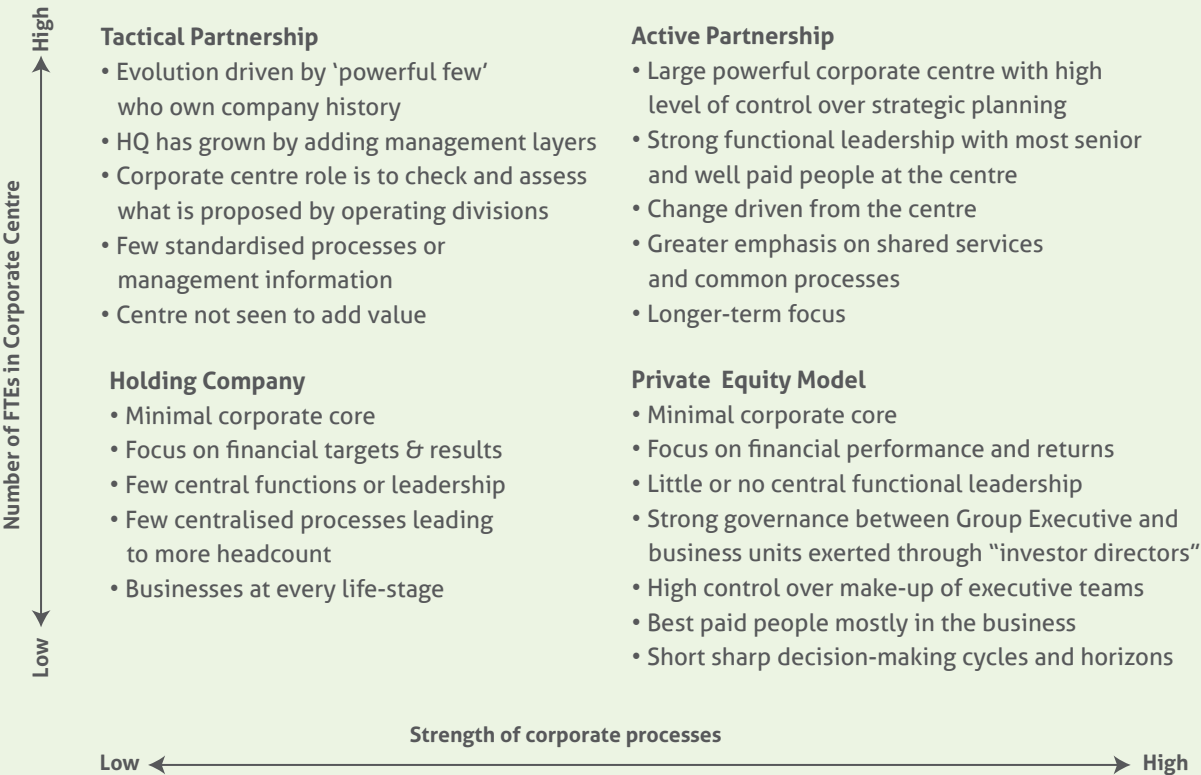 High
Number of FTEs in Corporate Centre
Low
Tactical Partnership
• Evolution driven by ‘powerful few’
who own company history
• HQ has grown by adding management layers
• Corporate centre role is to check and assess
what is proposed by operating divisions
• Few standardised processes or
management information
• Centre not seen to add value
Active Partnership
• Large powerful corporate centre with high
level of control over strategic planning
• Strong functional leadership with most senior
and well paid people at the centre
• Change driven from the centre
• Greater emphasis on shared services
and common processes
• Longer-term focus
Holding Company
• Minimal corporate core
• Focus on financial targets & results
• Few central functions or leadership
• Few centralised processes leading
to more headcount
• Businesses at every life-stage
Private Equity Model
• Minimal corporate core
• Focus on financial performance and returns
• Little or no central functional leadership
• Strong governance between Group Executive and
business units exerted through “investor directors”
• High control over make-up of executive teams
• Best paid people mostly in the business
• Short sharp decision-making cycles and horizons
Strength of corporate processes
Low
High